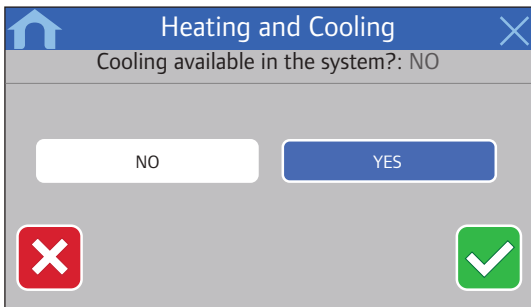 Heating and Cooling
Cooling available in the system?: NO
NO YES